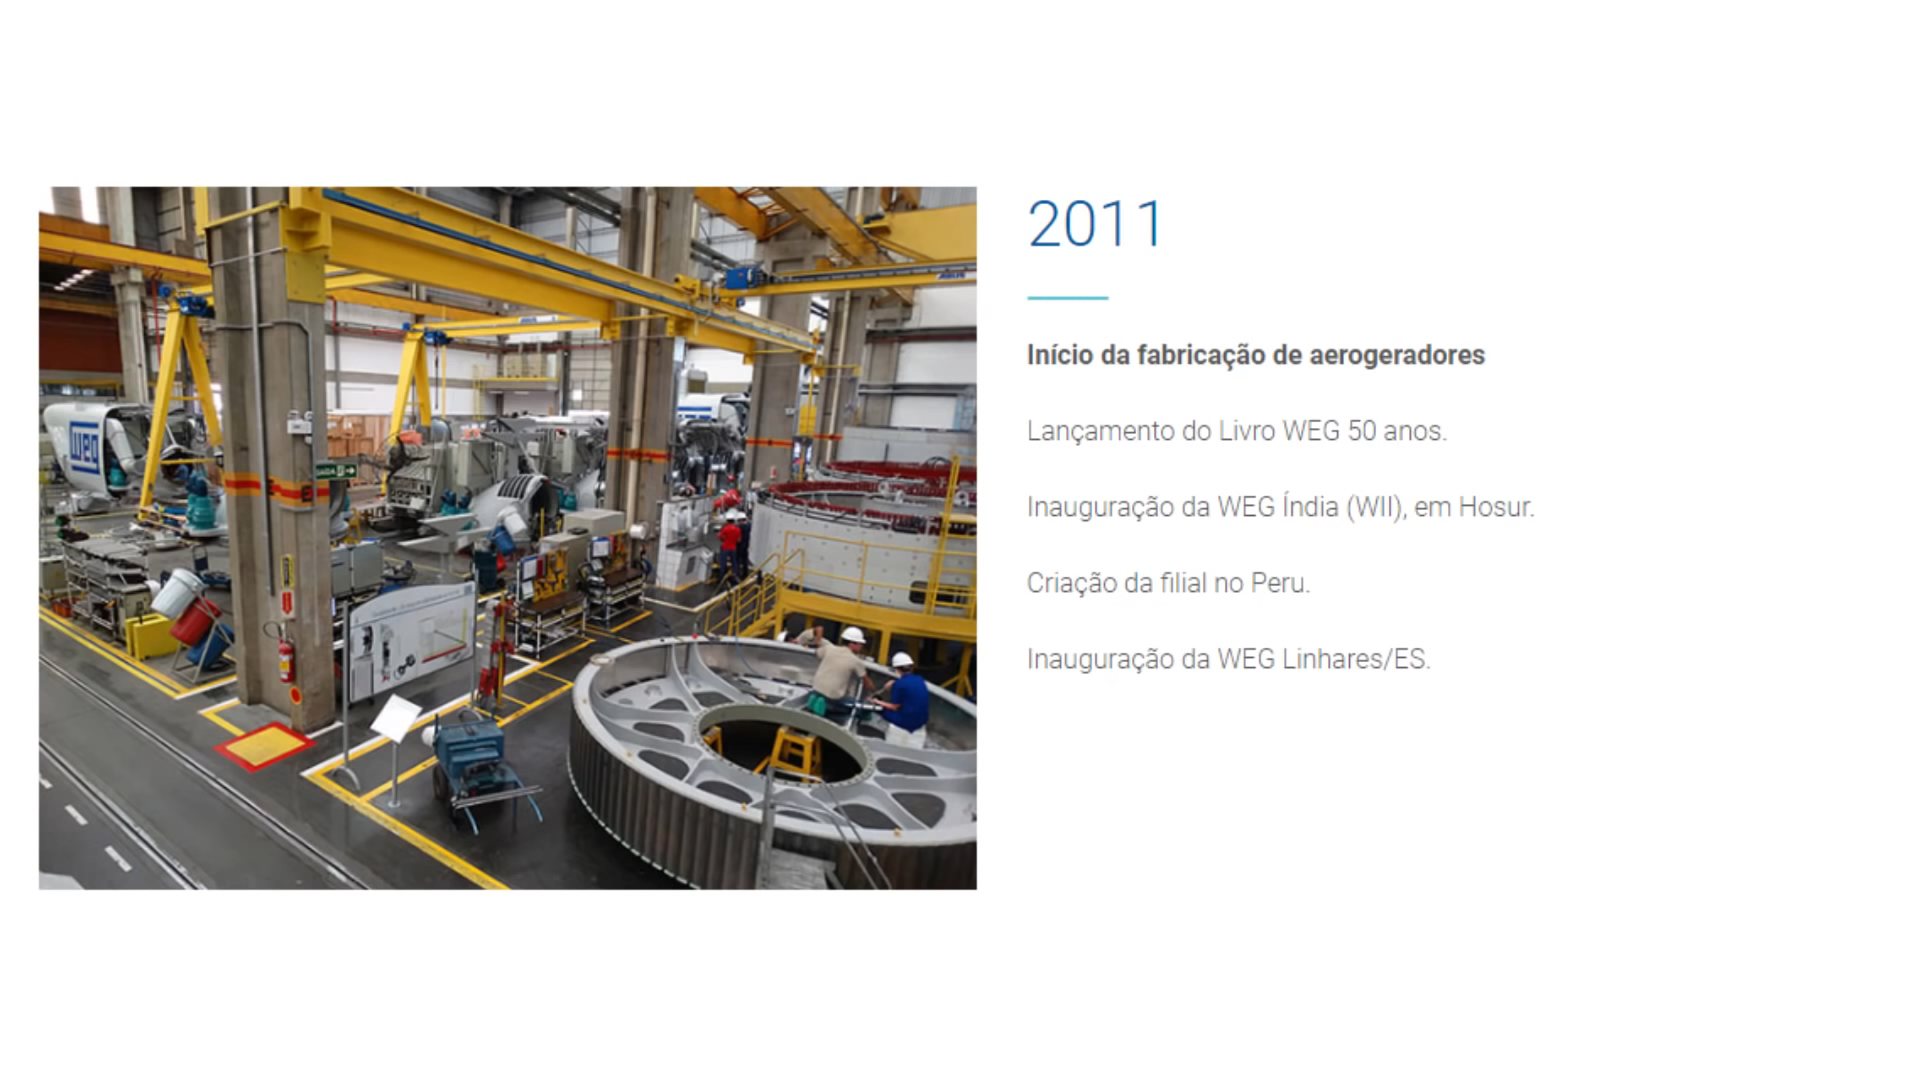 weg
2011
Início da fabricação de aerogeradores
Lançamento do Livro WEG 50 anos.
Inauguração da WEG Índia (WII), em Hosur.
Criação da filial no Peru.
Inauguração da WEG Linhares/ES.